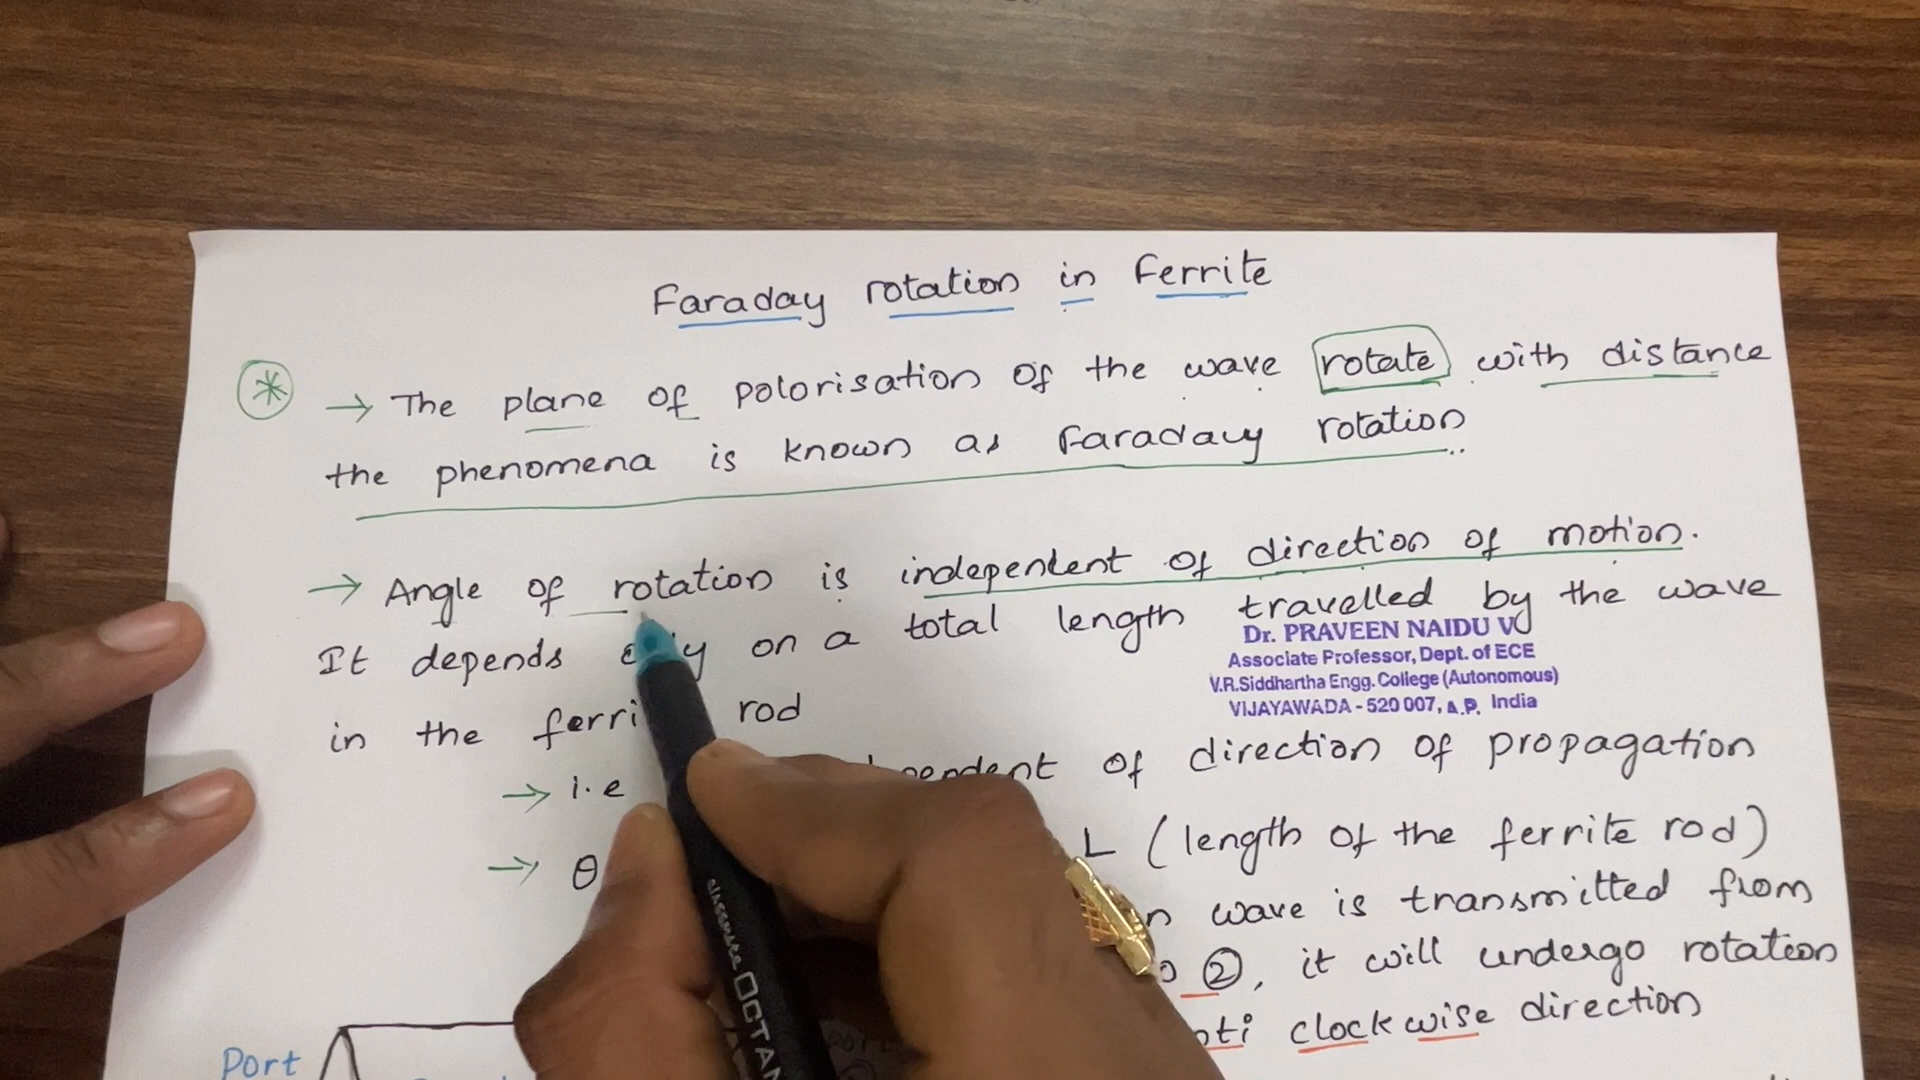 Faraday rotation in Ferrite
* → The plane of polorisation of the wave rotate with distance
the phenomena is known as Faraday rotation..
→ Angle of rotation is independent of direction of motion.
It depends on a total length travelled by the wave
Dr. PRAVEEN NAIDU V
Associate Professor, Dept. of ECE
V.R.Siddhartha Engg. College (Autonomous)
VIJAYAWADA - 520 007, A.P. India
in the rod
→ i.e of direction of propagation
→ θ L (length of the ferrite rod)
wave is transmitted from
②, it will undergo rotation
clockwise direction
Port
classmate OCTAN